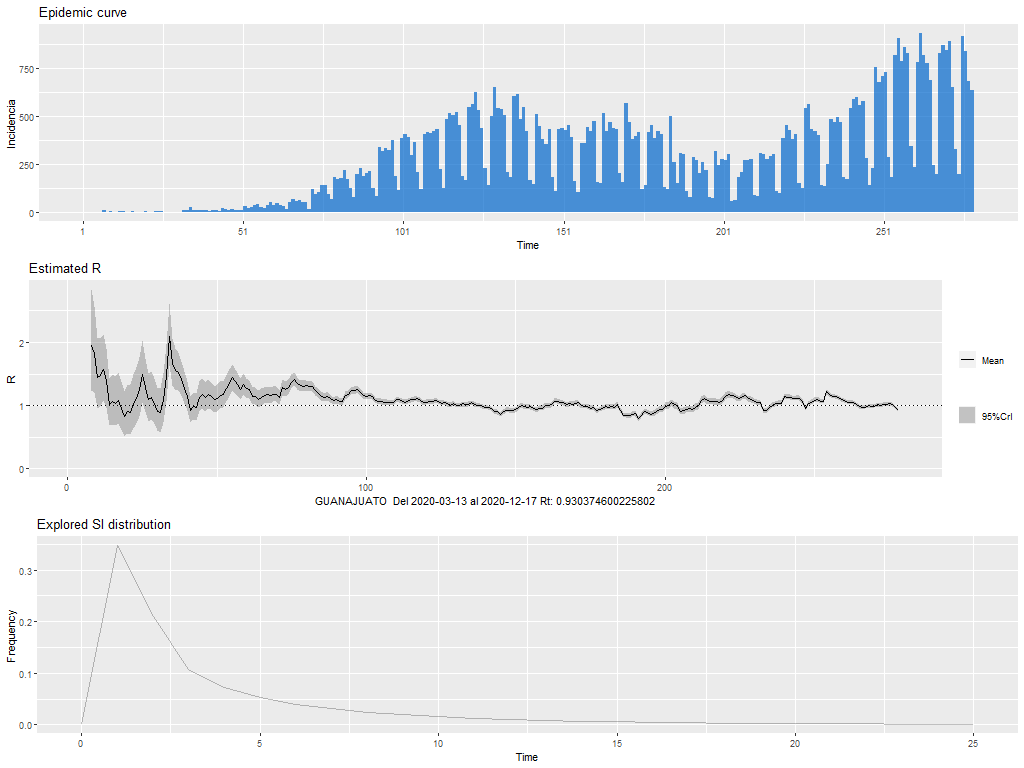 Epidemic curve
Incidencia
750
500
250
0
1
51
101
151
201
251
Time
Estimated R
R
2
1
0
0
100
200
Mean
95%CrI
GUANAJUATO Del 2020-03-13 al 2020-12-17 Rt: 0.930374600225802
Explored SI distribution
Frequency
0.3
0.2
0.1
0.0
0
5
10
15
20
25
Time